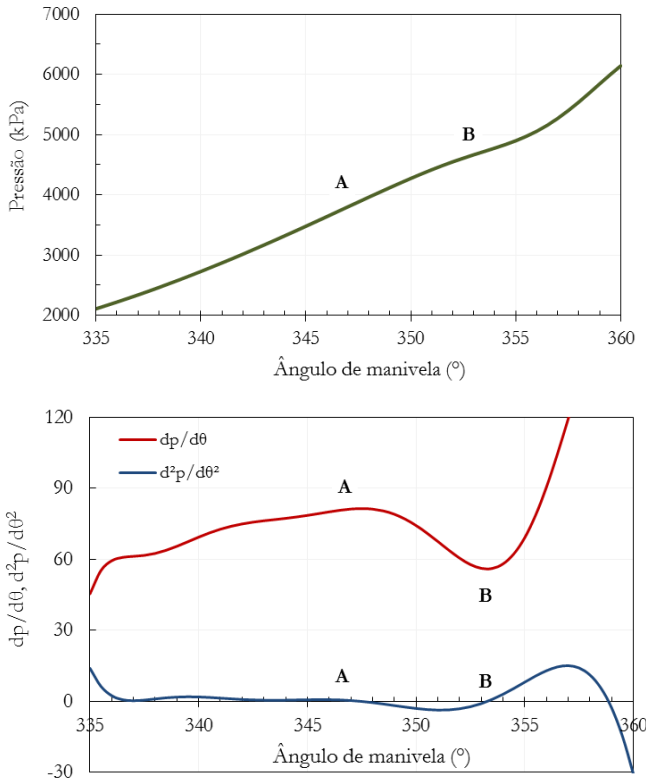 7000
6000
5000
4000
3000
2000
Pressão (kPa)
A
B
335
340
345
350
355
360
Ângulo de manivela (°)
120
90
60
30
0
-30
dp/dθ, d²p/dθ²
dp/dθ
d²p/dθ²
A
B
A
B
335
340
345
350
355
360
Ângulo de manivela (°)